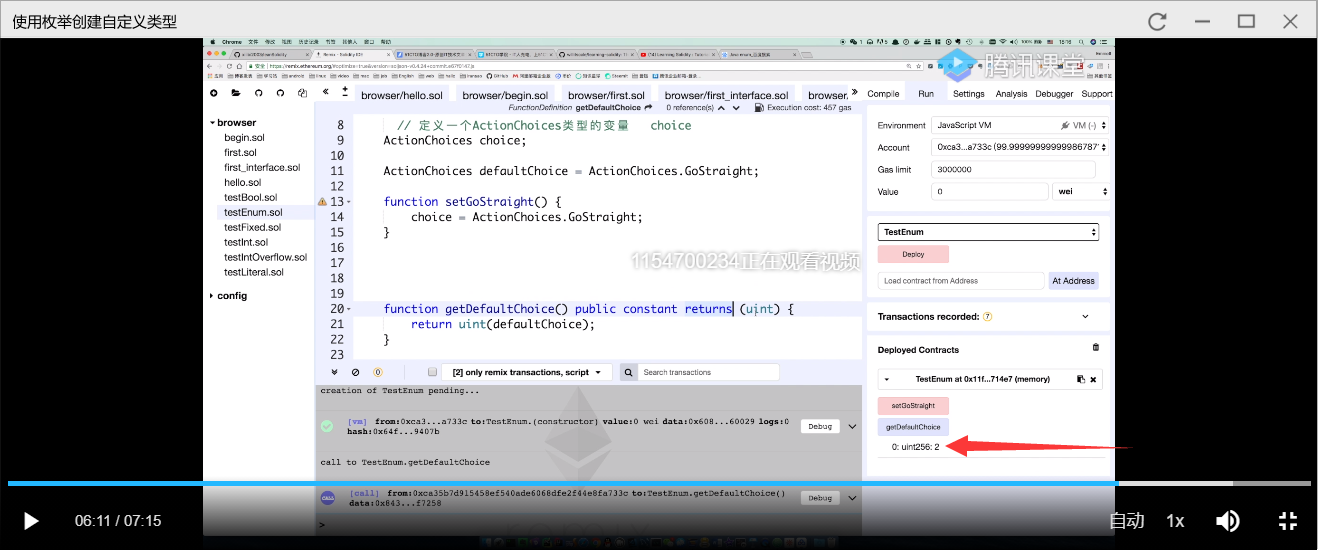 使用枚举创建自定义类型
腾讯课堂
browser/hello.sol
browser/begin.sol
browser/first.sol
browser/first_interface.sol
browser/
Compile
Run
Settings
Analysis
Debugger
Support
FunctionDefinition getDefaultChoice
0 reference(s)
Execution cost: 457 gas
browser
begin.sol
first.sol
first_interface.sol
hello.sol
testBool.sol
testEnum.sol
testFixed.sol
testInt.sol
testIntOverflow.sol
testLiteral.sol
config
8 // 定义一个ActionChoices类型的变量 choice
9 ActionChoices choice;
10
11 ActionChoices defaultChoice = ActionChoices.GoStraight;
12
13 function setGoStraight() {
14 choice = ActionChoices.GoStraight;
15 }
16
17
18
19
20 function getDefaultChoice() public constant returns (uint) {
21 return uint(defaultChoice);
22 }
23
1154700234正在观看视频
Environment
JavaScript VM
VM (-)
Account
0xca3...a733c (99.99999999999986787
Gas limit
3000000
Value
0
wei
TestEnum
Deploy
Load contract from Address
At Address
Transactions recorded: 7
Deployed Contracts
TestEnum at 0x11f...714e7 (memory)
setGoStraight
getDefaultChoice
0: uint256: 2
0
[2] only remix transactions, script
Search transactions
creation of TestEnum pending...
[vm] from:0xca3...a733c to:TestEnum.(constructor) value:0 wei data:0x608...60029 logs:0
hash:0x64f...9407b
Debug
call to TestEnum.getDefaultChoice
[call] from:0xca35b7d915458ef540ade6068dfe2f44e8fa733c to:TestEnum.getDefaultChoice()
data:0x843...f7258
Debug
>
06:11 / 07:15
自动
1x